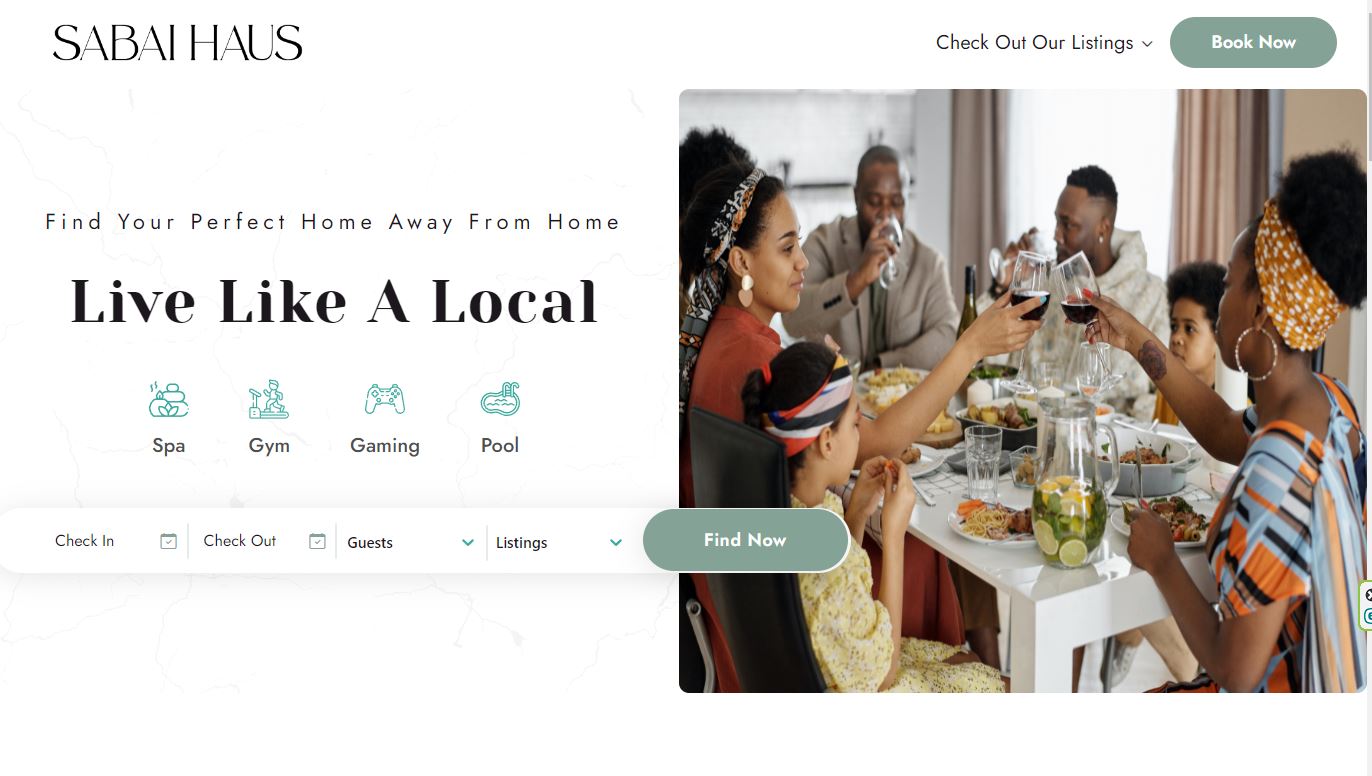 SABAI HAUS
Check Out Our Listings
Book Now
Find Your Perfect Home Away From Home
Live Like A Local
Spa Gym Gaming Pool
Check In Check Out Guests Listings Find Now